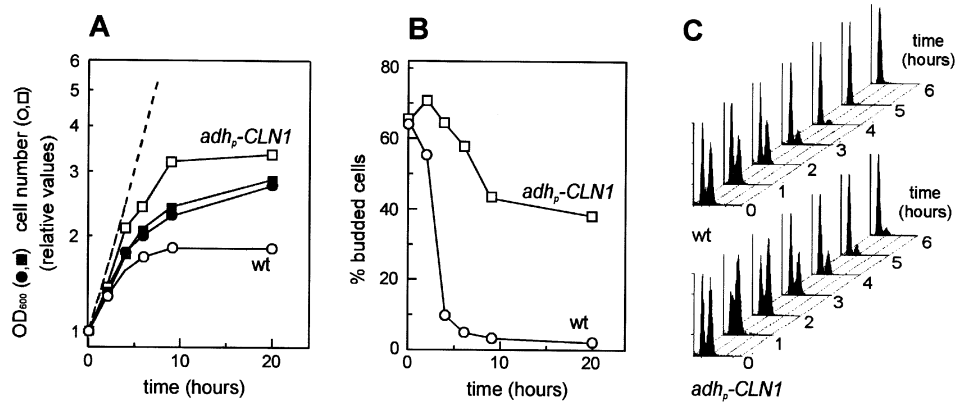 A
OD600 (●,■) cell number (○,□)
(relative values)
6
5
4
3
2
1
adhp-CLN1
wt
0
10
20
time (hours)
B
% budded cells
80
60
40
20
0
adhp-CLN1
wt
0
10
20
time (hours)
C
time
(hours)
6
5
4
3
2
1
0
wt
time
(hours)
6
5
4
3
2
1
0
adhp-CLN1